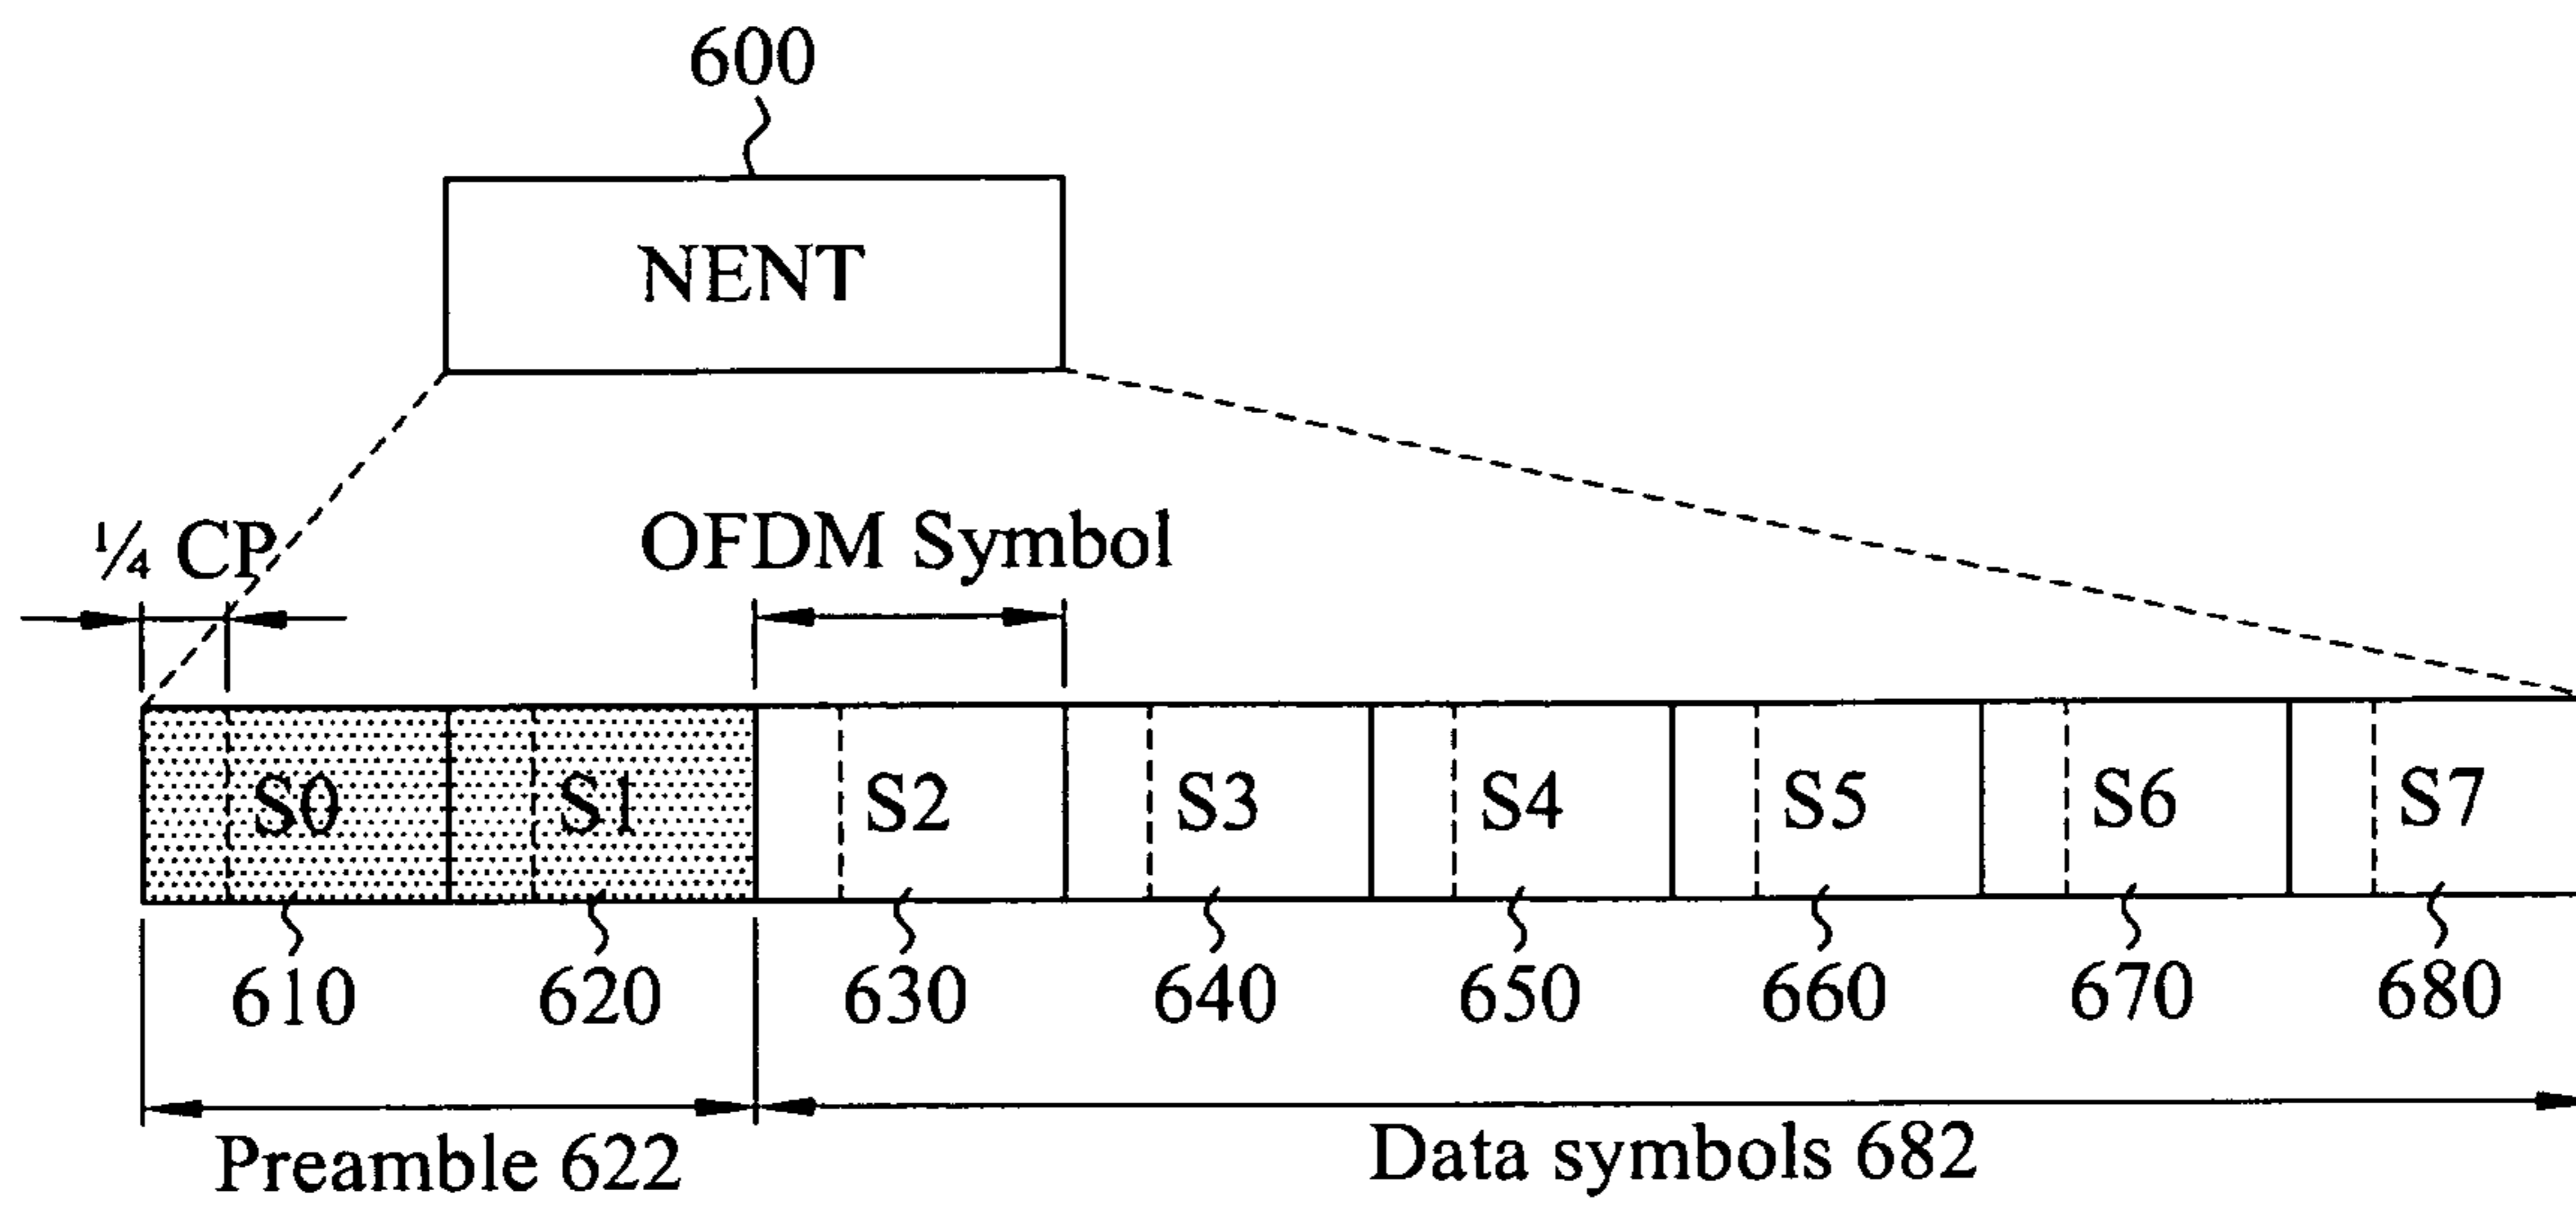 600
NENT
¼ CP
OFDM Symbol
S0 S1 S2 S3 S4 S5 S6 S7
610 620 630 640 650 660 670 680
Preamble 622
Data symbols 682